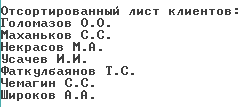 Отсортированный лист клиентов:
Голомазов О.О.
Маханьков С.С.
Некрасов М.А.
Усачев И.И.
Фаткулбаянов Т.С.
Чемагин С.С.
Широков А.А.